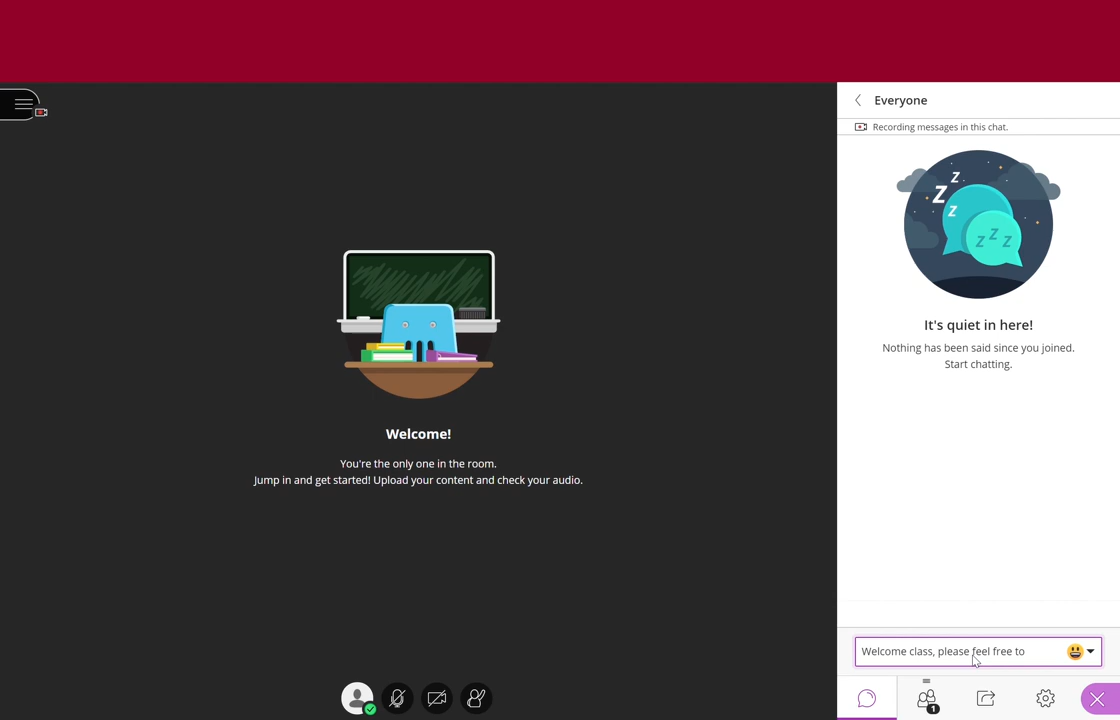 Everyone
Recording messages in this chat.
Z
Z
Z
Z Z Z
It's quiet in here!
Nothing has been said since you joined.
Start chatting.
Welcome!
You're the only one in the room.
Jump in and get started! Upload your content and check your audio.
Welcome class, please feel free to
1